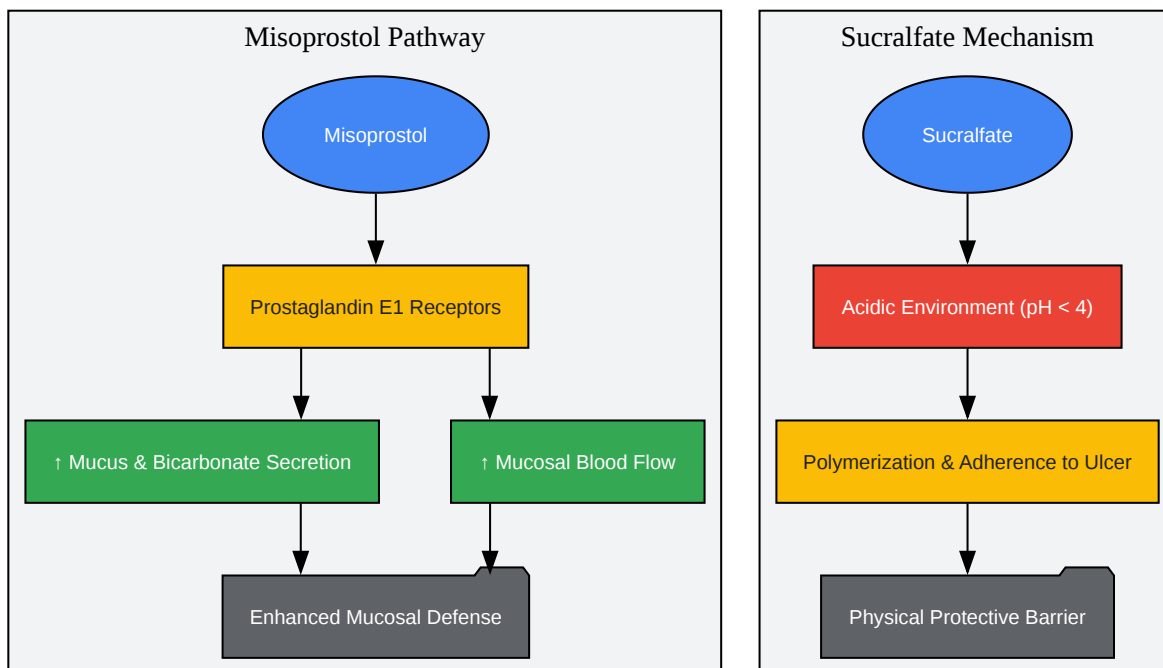 Misoprostol Pathway
Misoprostol
Prostaglandin E1 Receptors
↑ Mucus & Bicarbonate Secretion
↑ Mucosal Blood Flow
Enhanced Mucosal Defense
Sucralfate Mechanism
Sucralfate
Acidic Environment (pH < 4)
Polymerization & Adherence to Ulcer
Physical Protective Barrier